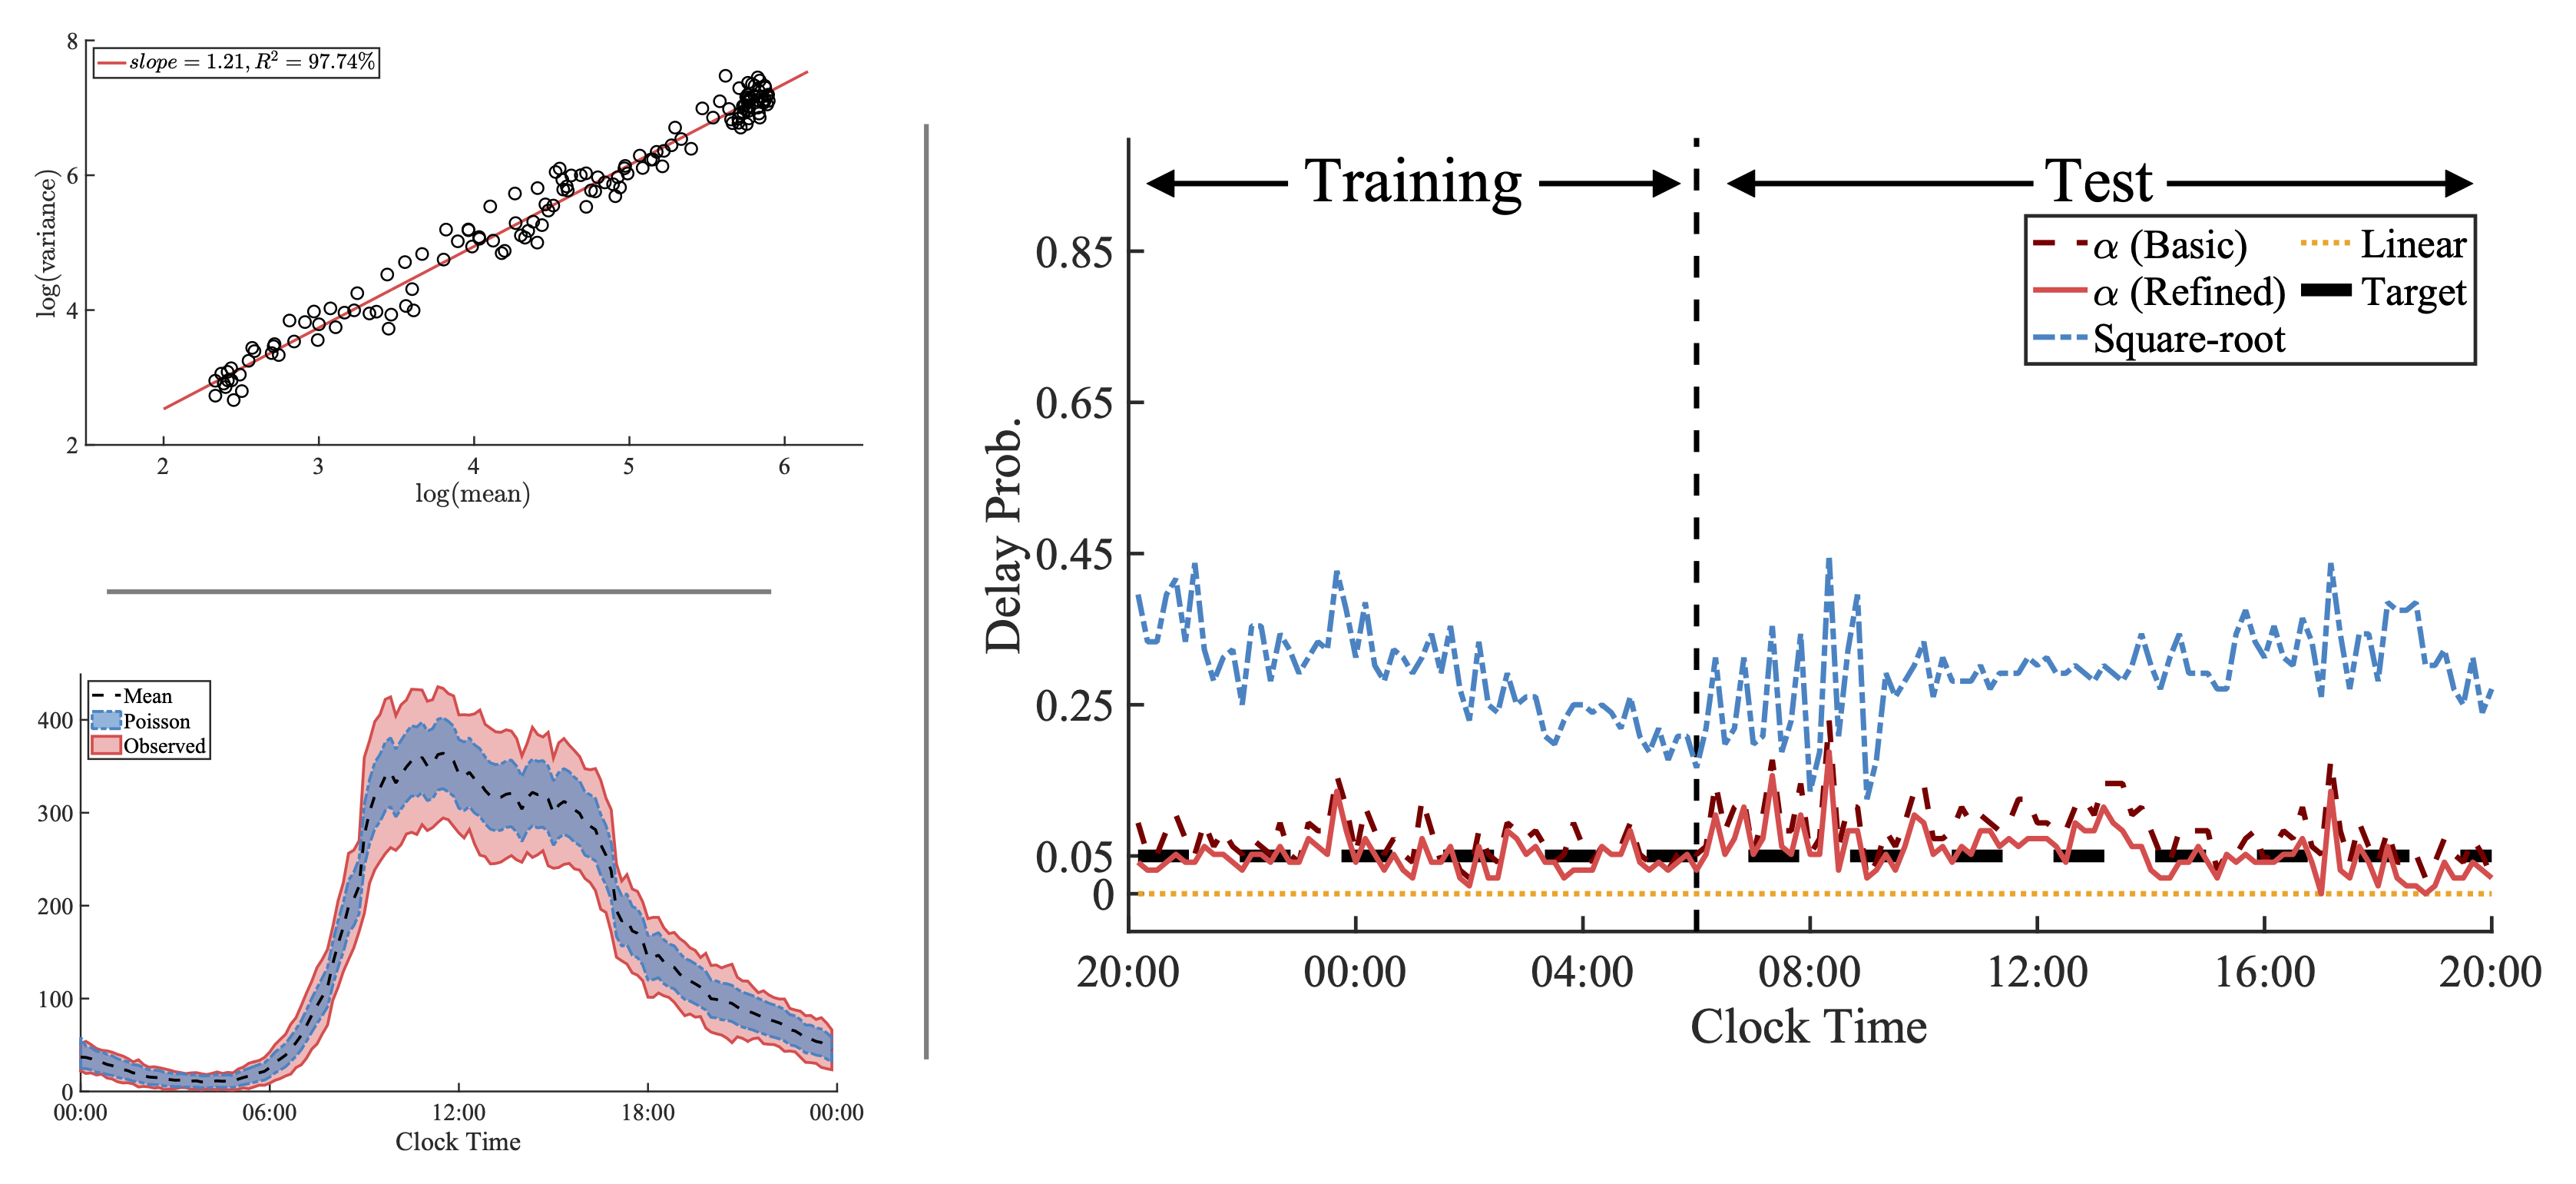 slope = 1.21, R² = 97.74%
8
6
4
2
log(variance)
2 3 4 5 6
log(mean)
Mean
Poisson
Observed
400
300
200
100
0
00:00 06:00 12:00 18:00 00:00
Clock Time
Training
Test
α (Basic) Linear
α (Refined) Target
Square-root
0.85
0.65
0.45
0.25
0.05
0
Delay Prob.
20:00 00:00 04:00 08:00 12:00 16:00 20:00
Clock Time